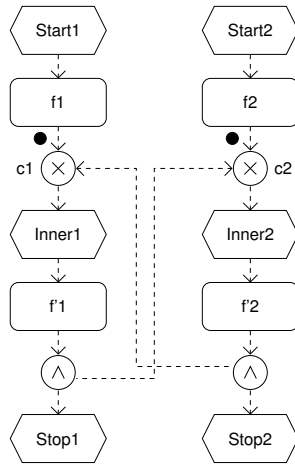 Start1 Start2
f1 f2
c1 × × c2
Inner1 Inner2
f'1 f'2
∧ ∧
Stop1 Stop2